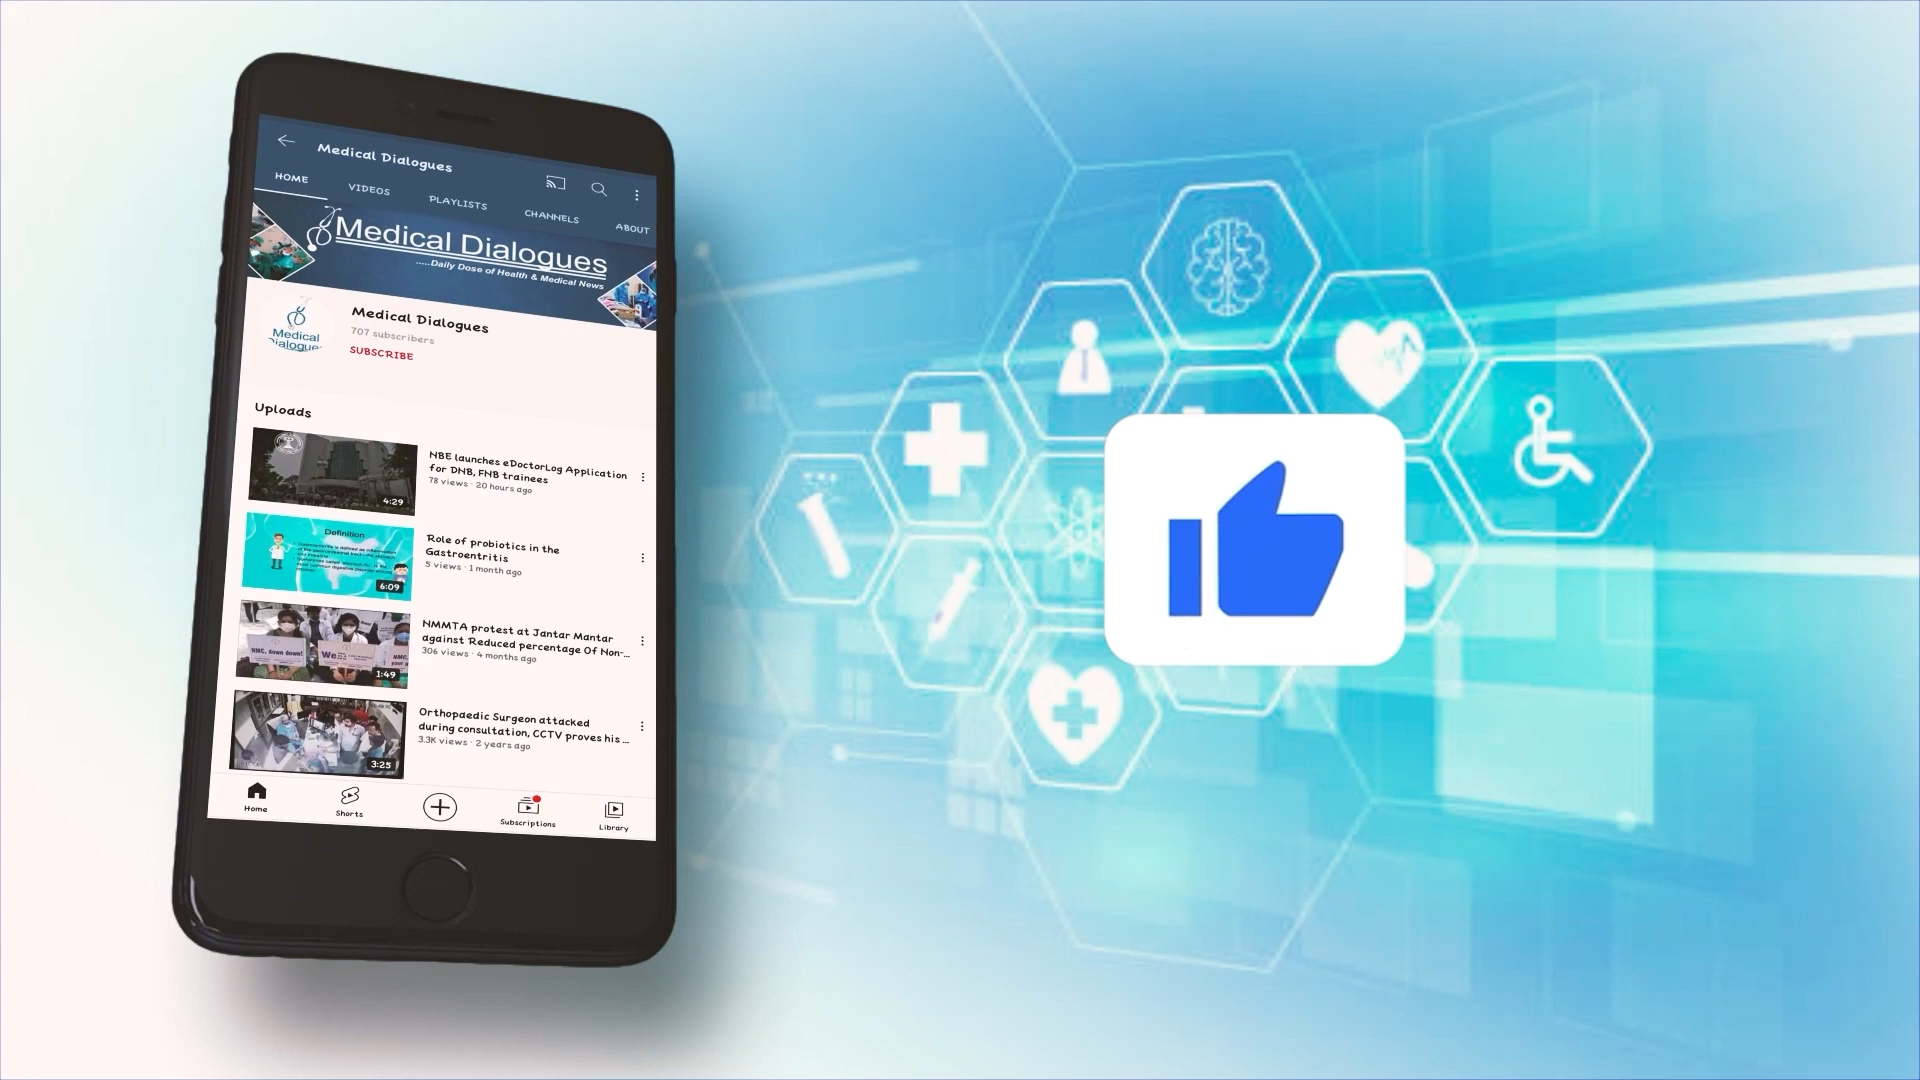 Medical Dialogues
HOME
VIDEOS
PLAYLISTS
CHANNELS
ABOUT
Medical Dialogues
.....Daily Dose of Health & Medical News
Medical
Medical Dialogues
707 subscribers
SUBSCRIBE
Uploads
4:29
NBE launches eDoctorLog Application
for DNB, FNB trainees
78 views · 20 hours ago
Definition
6:09
Role of probiotics in the
Gastroentritis
5 views · 1 month ago
NMC, down down!
We
NMC,
1:49
NMMTA protest at Jantar Mantar
against Reduced percentage Of Non-...
306 views · 4 months ago
3:25
Orthopaedic Surgeon attacked
during consultation, CCTV proves his ...
3.3K views · 2 years ago
Home
Shorts
Subscriptions
Library